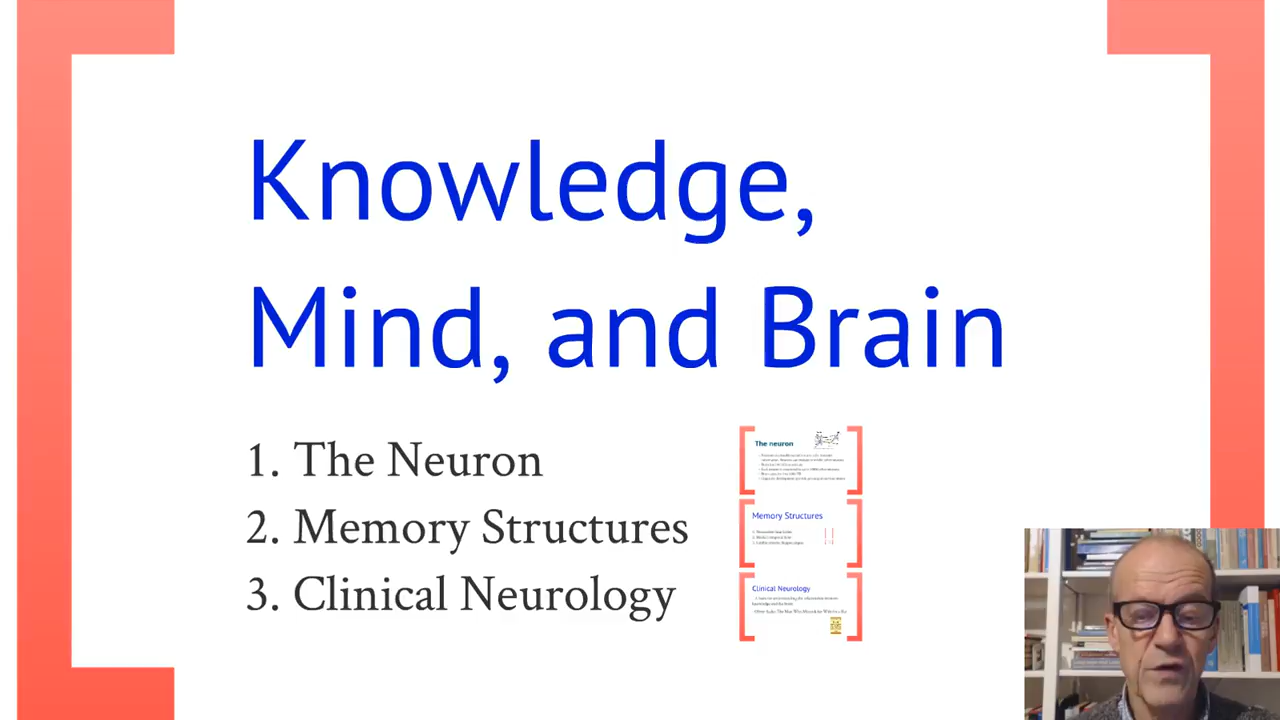 Knowledge,
Mind, and Brain
1. The Neuron
2. Memory Structures
3. Clinical Neurology
The neuron
Memory Structures
Clinical Neurology